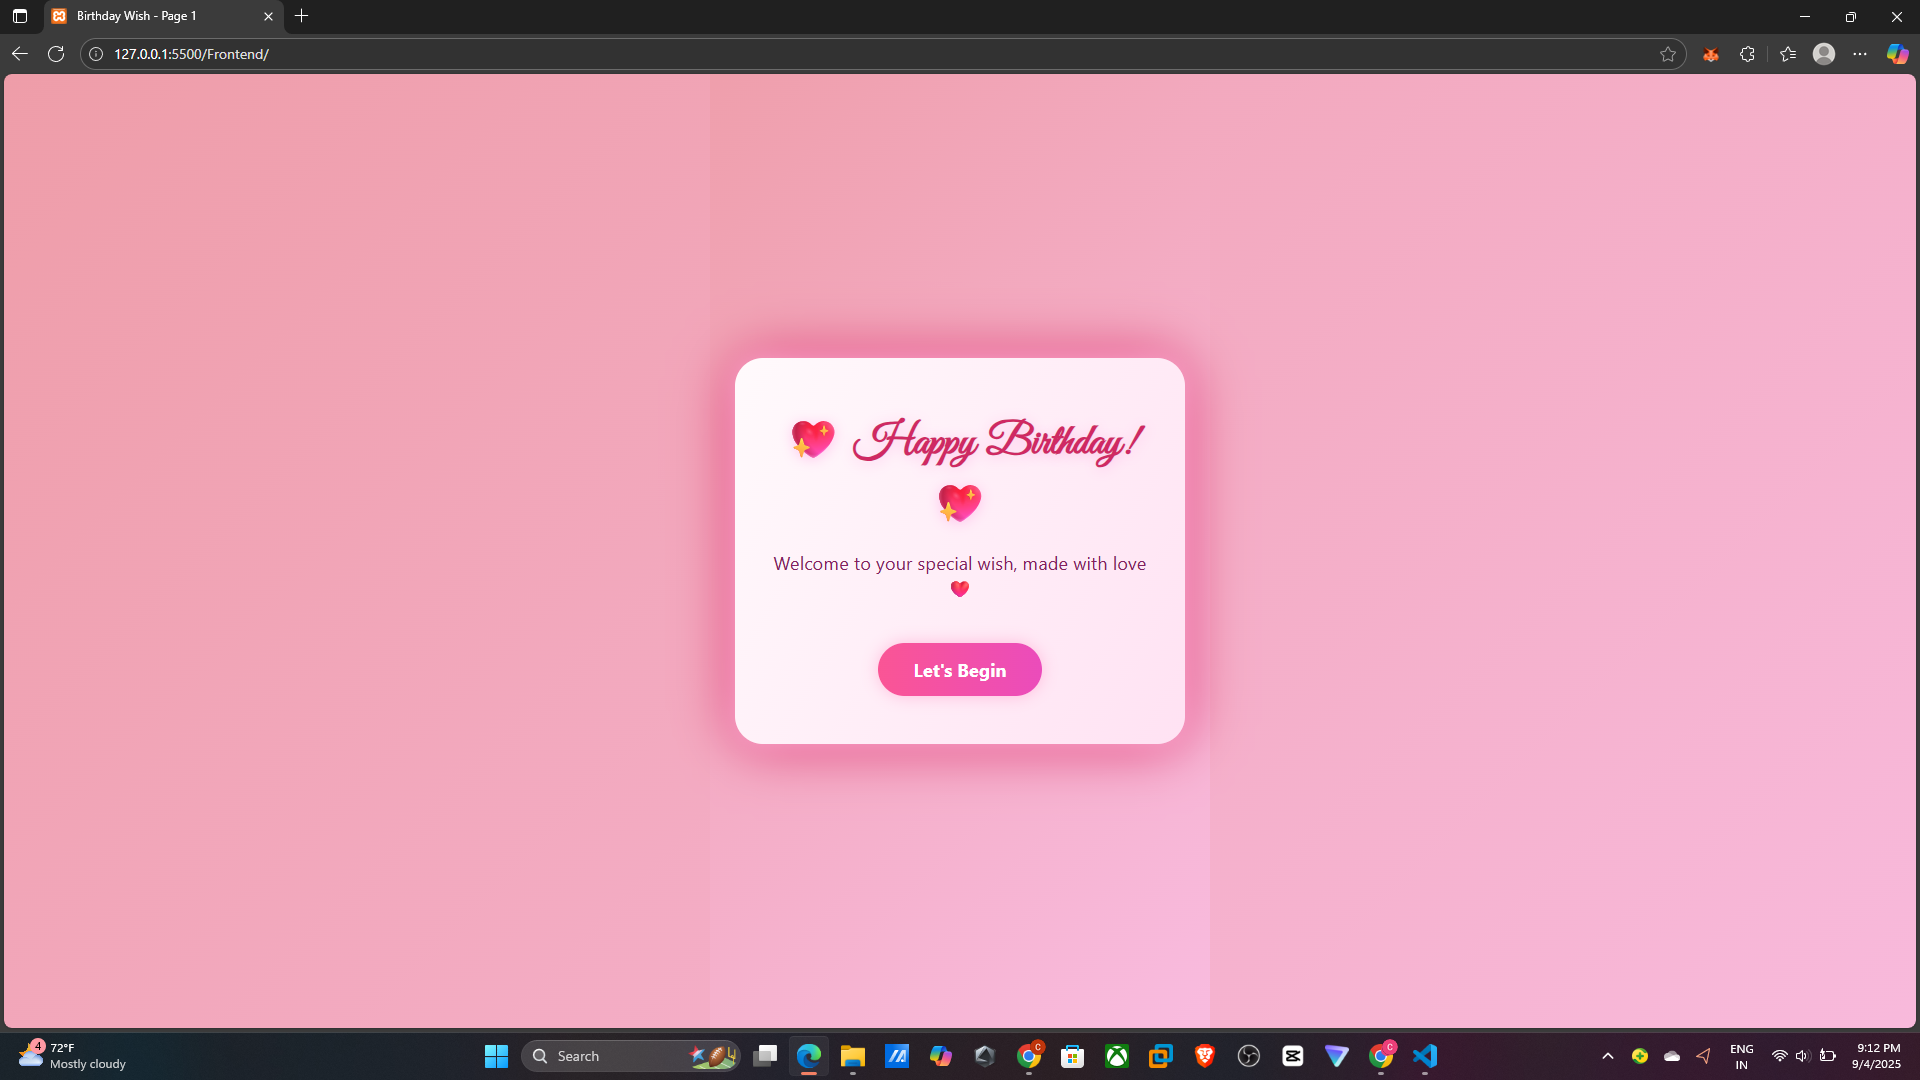 Birthday Wish - Page 1
127.0.0.1:5500/Frontend/
💖 Happy Birthday!
💖
Welcome to your special wish, made with love
❤️
Let's Begin
4
72°F
Mostly cloudy
Search
C
C
ENG
IN
9:12 PM
9/4/2025